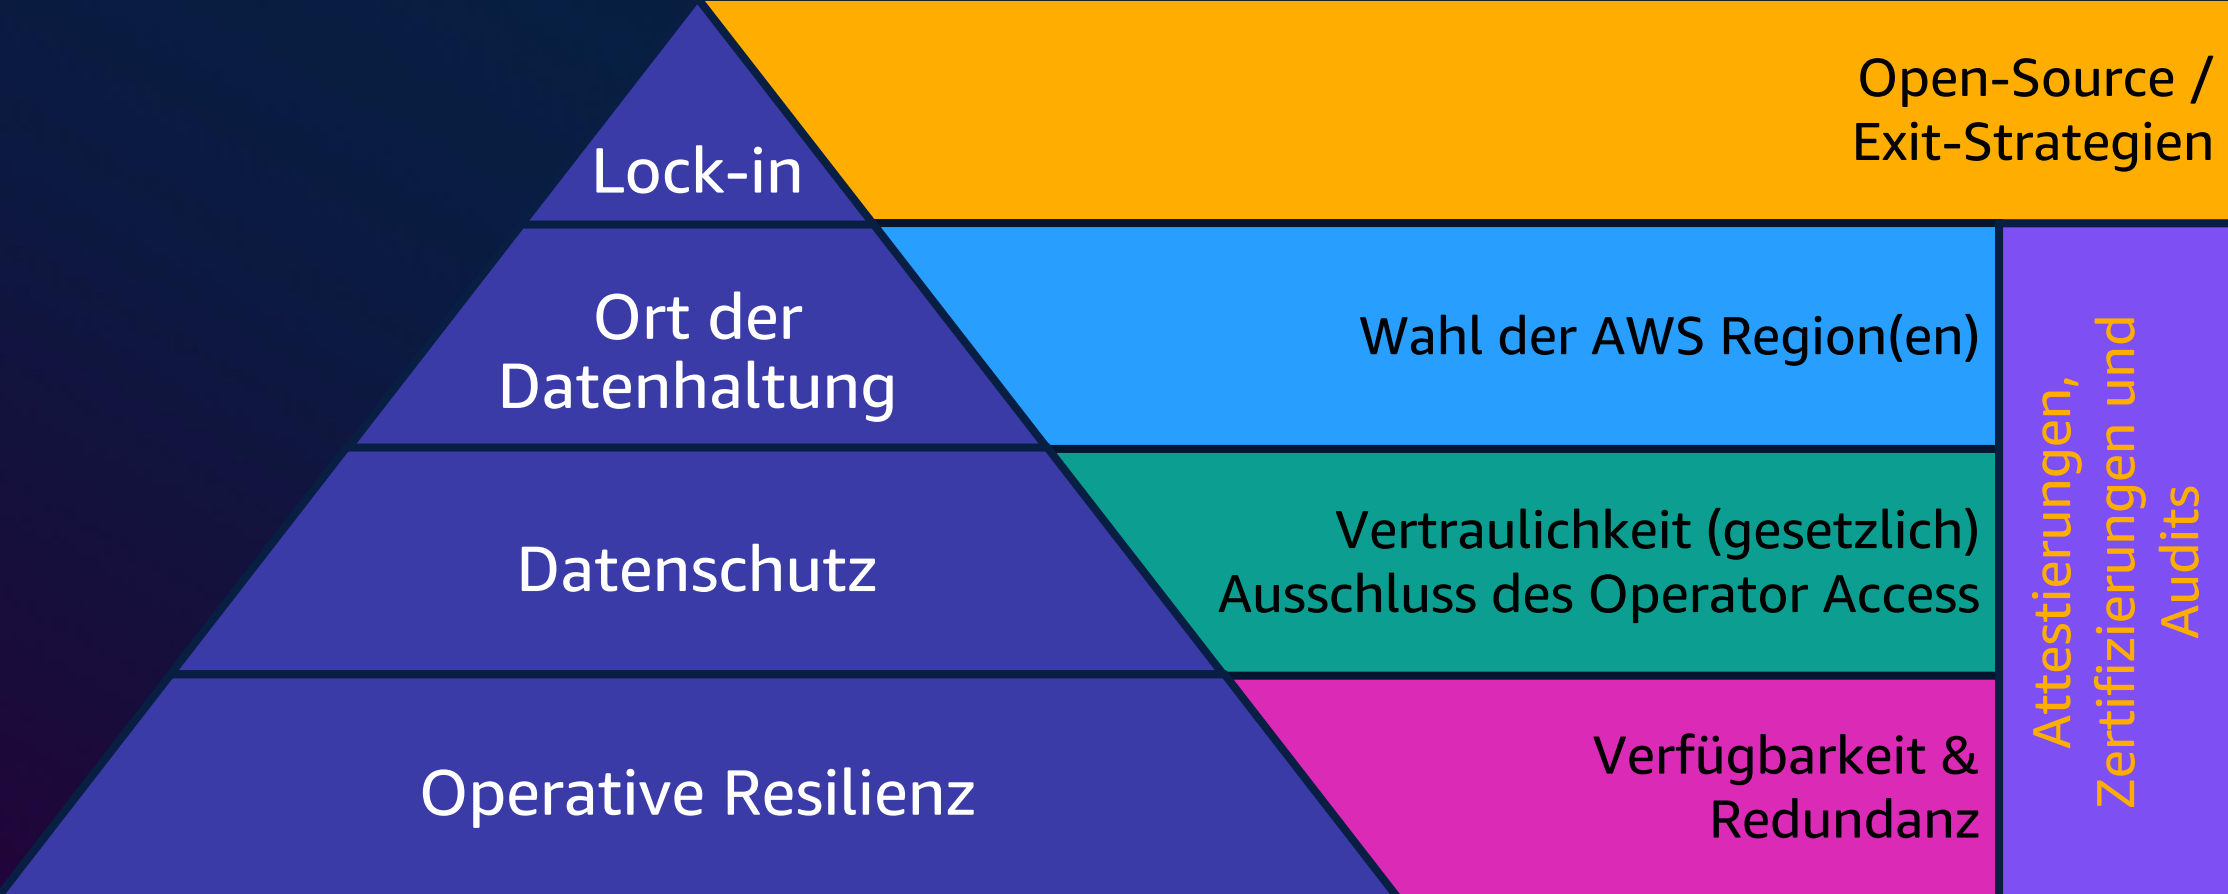 Lock-in
Open-Source /
Exit-Strategien
Ort der
Datenhaltung
Wahl der AWS Region(en)
Datenschutz
Vertraulichkeit (gesetzlich)
Ausschluss des Operator Access
Operative Resilienz
Verfügbarkeit &
Redundanz
Attestierungen,
Zertifizierungen und
Audits